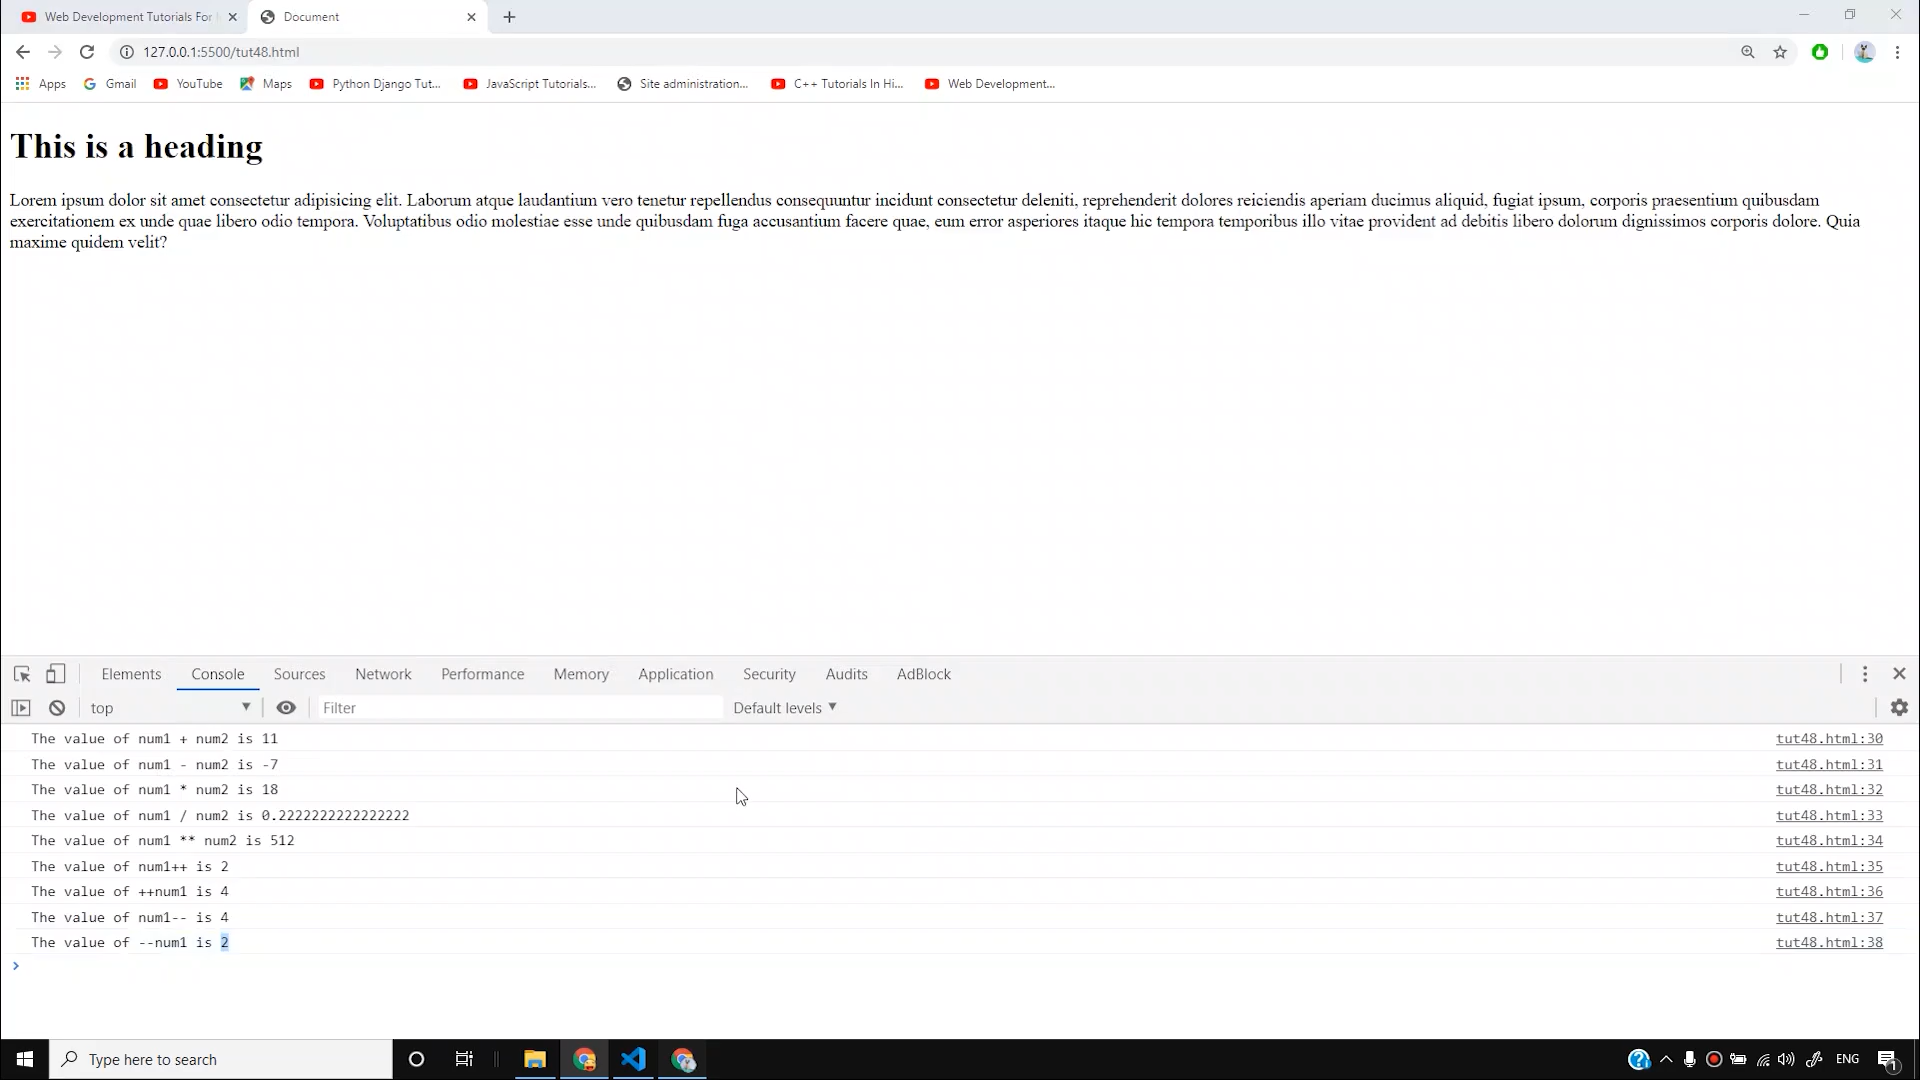 Web Development Tutorials For
Document
127.0.0.1:5500/tut48.html
Apps
Gmail
YouTube
Maps
Python Django Tut...
JavaScript Tutorials...
Site administration...
C++ Tutorials In Hi...
Web Development...
This is a heading
Lorem ipsum dolor sit amet consectetur adipisicing elit. Laborum atque laudantium vero tenetur repellendus consequuntur incidunt consectetur deleniti, reprehenderit dolores reiciendis aperiam ducimus aliquid, fugiat ipsum, corporis praesentium quibusdam
exercitationem ex unde quae libero odio tempora. Voluptatibus odio molestiae esse unde quibusdam fuga accusantium facere quae, eum error asperiores itaque hic tempora temporibus illo vitae provident ad debitis libero dolorum dignissimos corporis dolore. Quia
maxime quidem velit?
Elements
Console
Sources
Network
Performance
Memory
Application
Security
Audits
AdBlock
top
Filter
Default levels
The value of num1 + num2 is 11 tut48.html:30
The value of num1 - num2 is -7 tut48.html:31
The value of num1 * num2 is 18 tut48.html:32
The value of num1 / num2 is 0.2222222222222222 tut48.html:33
The value of num1 ** num2 is 512 tut48.html:34
The value of num1++ is 2 tut48.html:35
The value of ++num1 is 4 tut48.html:36
The value of num1-- is 4 tut48.html:37
The value of --num1 is 2 tut48.html:38
Type here to search
ENG
1